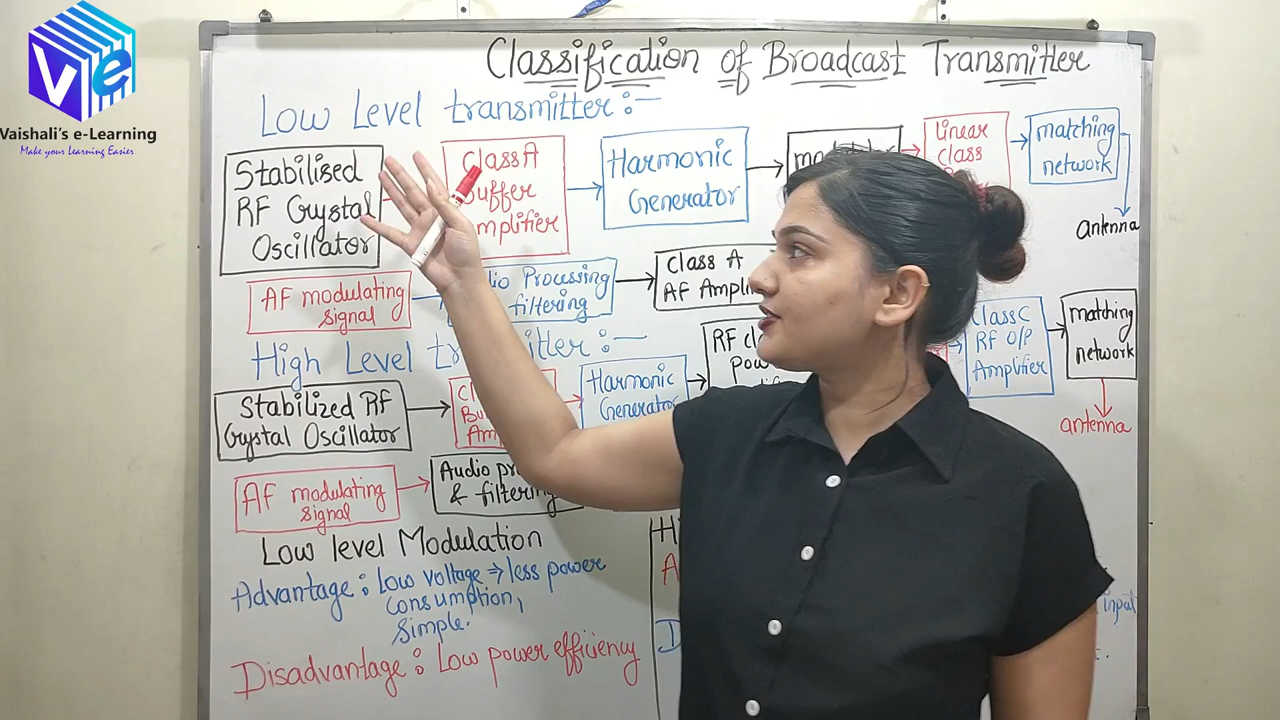 Ve
Vaishali's e-Learning
Make your Learning Easier
Classification of Broadcast Transmitter
Low Level transmitter :-
Stabilised
RF Crystal
Oscillator
Class A
Buffer
Amplifier
Harmonic
Generator
linear
class
matching
network
antenna
AF modulating
signal
Processing
filtering
Class A
AF
High Level :-
Stabilized RF
Crystal Oscillator
Harmonic
Generator
RF
Class C
RF O/P
Amplifier
matching
network
antenna
AF modulating
signal
Audio
& filtering
Low level Modulation
Advantage : Low voltage → less power
consumption,
Simple.
Disadvantage : Low power efficiency
input